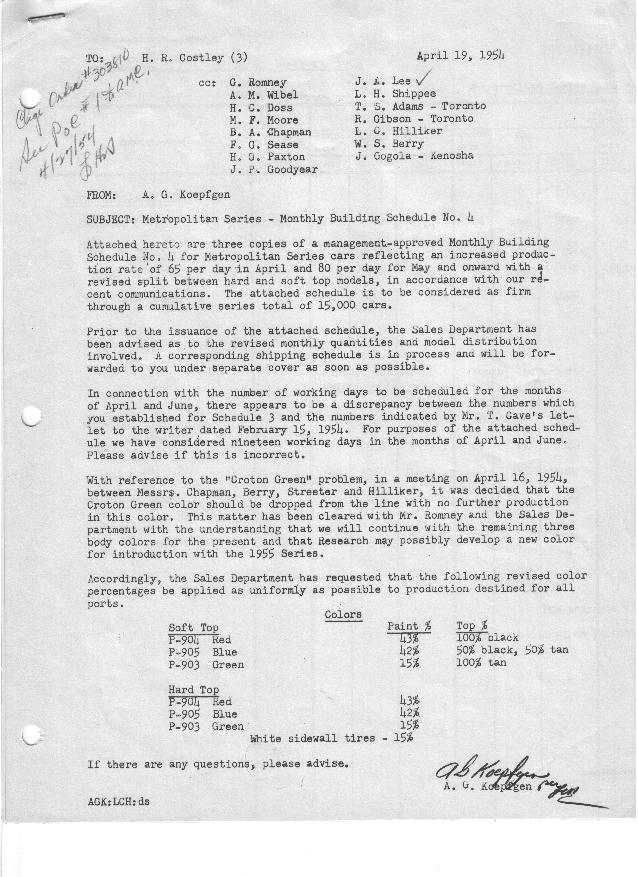 TO: H. R. Costley (3) April 19, 1954
Chge Order #303810
See Poe # 1 & AMC.
4/27/54
cc: G. Romney J. A. Lee ✓
A. M. Wibel L. H. Shippee
H. C. Doss T. S. Adams - Toronto
M. F. Moore R. Gibson - Toronto
B. A. Chapman L. C. Hilliker
F. G. Sease W. S. Berry
H. G. Paxton J. Gogola - Kenosha
J. P. Goodyear
FROM: A. G. Koepfgen
SUBJECT: Metropolitan Series - Monthly Building Schedule No. 4
Attached hereto are three copies of a management-approved Monthly Building
Schedule No. 4 for Metropolitan Series cars reflecting an increased produc-
tion rate of 65 per day in April and 80 per day for May and onward with a
revised split between hard and soft top models, in accordance with our re-
cent communications. The attached schedule is to be considered as firm
through a cumulative series total of 15,000 cars.
Prior to the issuance of the attached schedule, the Sales Department has
been advised as to the revised monthly quantities and model distribution
involved. A corresponding shipping schedule is in process and will be for-
warded to you under separate cover as soon as possible.
In connection with the number of working days to be scheduled for the months
of April and June, there appears to be a discrepancy between the numbers which
you established for Schedule 3 and the numbers indicated by Mr. T. Cave's let-
let to the writer dated February 15, 1954. For purposes of the attached sched-
ule we have considered nineteen working days in the months of April and June.
Please advise if this is incorrect.
With reference to the "Croton Green" problem, in a meeting on April 16, 1954,
between Messrs. Chapman, Berry, Streeter and Hilliker, it was decided that the
Croton Green color should be dropped from the line with no further production
in this color. This matter has been cleared with Mr. Romney and the Sales De-
partment with the understanding that we will continue with the remaining three
body colors for the present and that Research may possibly develop a new color
for introduction with the 1955 Series.
Accordingly, the Sales Department has requested that the following revised color
percentages be applied as uniformly as possible to production destined for all
ports.
Colors
Soft Top Paint % Top %
P-904 Red 43% 100% black
P-905 Blue 42% 50% black, 50% tan
P-903 Green 15% 100% tan
Hard Top
P-904 Red 43%
P-905 Blue 42%
P-903 Green 15%
White sidewall tires - 15%
If there are any questions, please advise.
A G Koepfgen
A. G. Koepfgen
AGK:LCH:ds